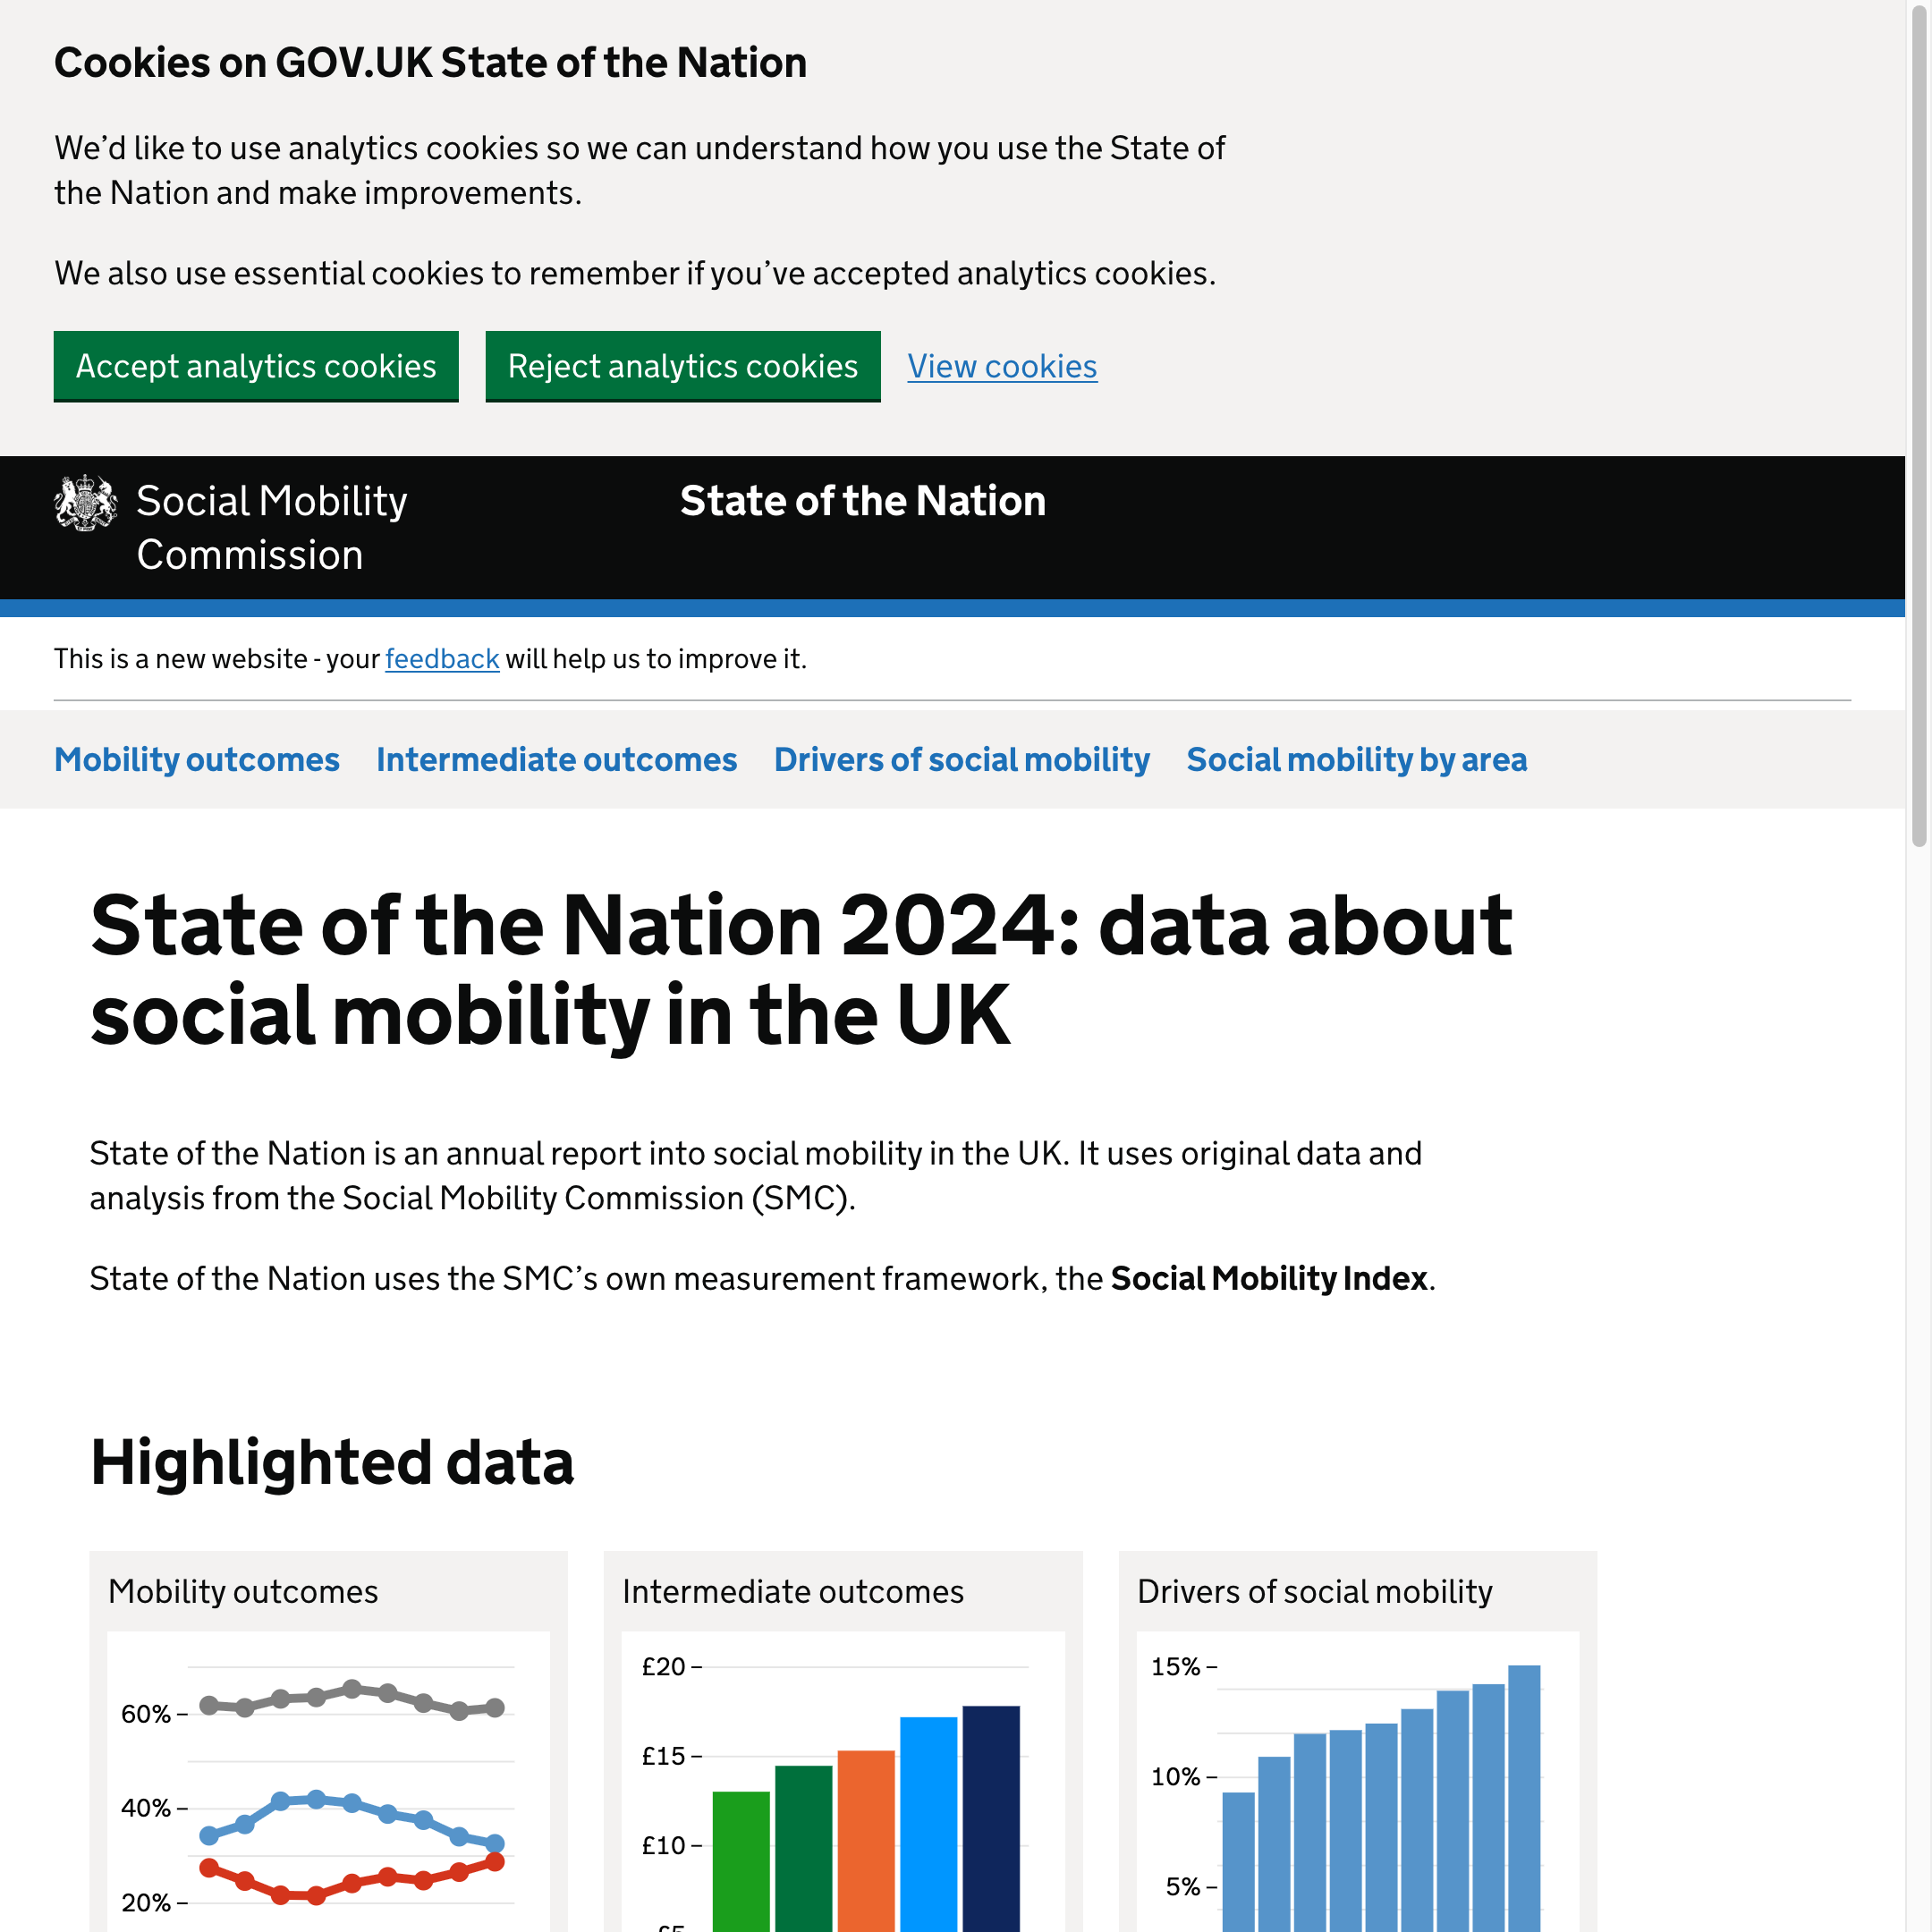 Cookies on GOV.UK State of the Nation
We’d like to use analytics cookies so we can understand how you use the State of
the Nation and make improvements.
We also use essential cookies to remember if you’ve accepted analytics cookies.
Accept analytics cookies Reject analytics cookies View cookies
Social Mobility
Commission
State of the Nation
This is a new website - your feedback will help us to improve it.
Mobility outcomes Intermediate outcomes Drivers of social mobility Social mobility by area
State of the Nation 2024: data about
social mobility in the UK
State of the Nation is an annual report into social mobility in the UK. It uses original data and
analysis from the Social Mobility Commission (SMC).
State of the Nation uses the SMC’s own measurement framework, the Social Mobility Index.
Highlighted data
Mobility outcomes
60%
40%
20%
Intermediate outcomes
£20
£15
£10
£5
Drivers of social mobility
15%
10%
5%